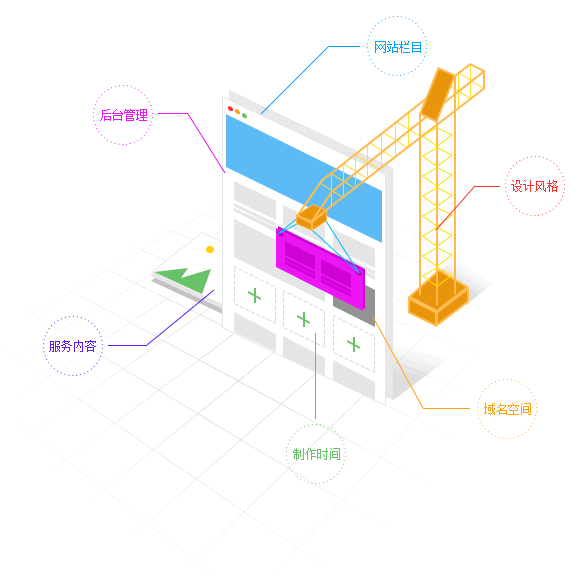 网站栏目
后台管理
设计风格
服务内容
域名空间
制作时间